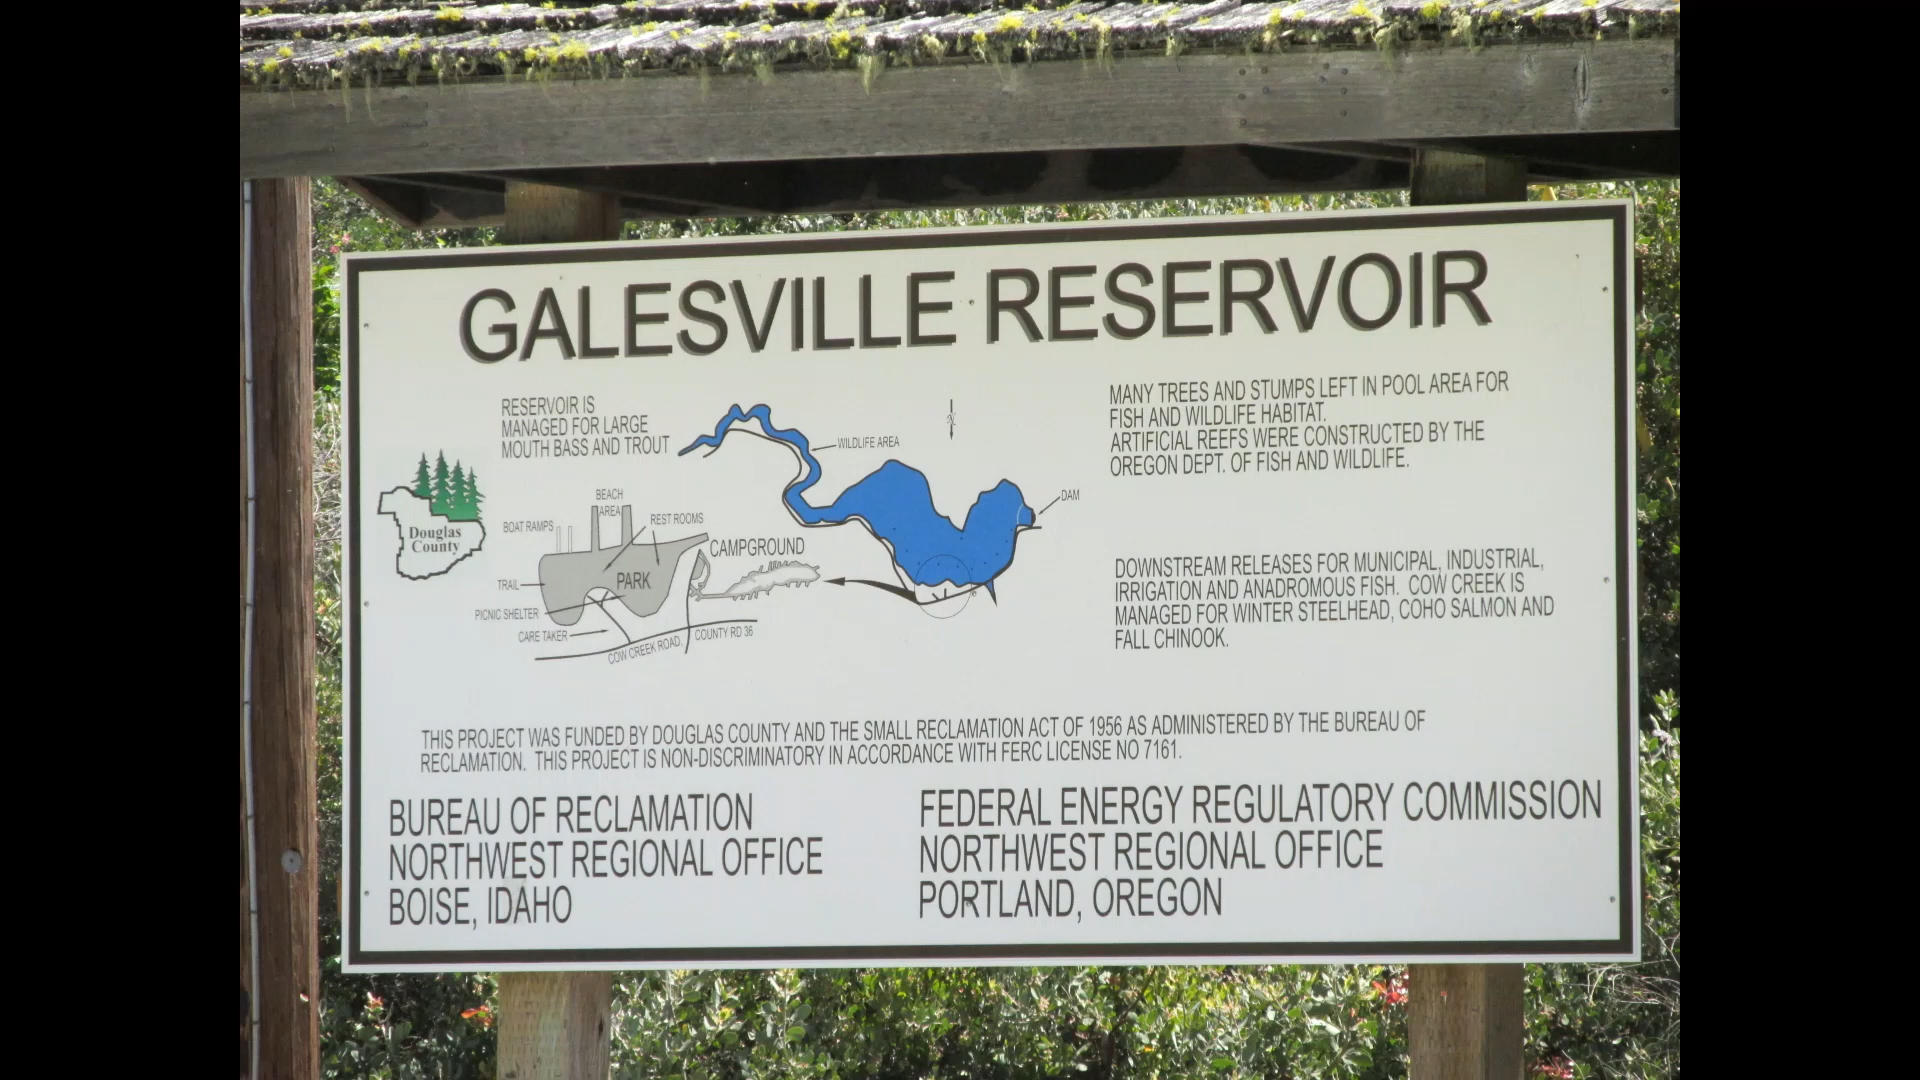 GALESVILLE RESERVOIR
RESERVOIR IS
MANAGED FOR LARGE
MOUTH BASS AND TROUT
MANY TREES AND STUMPS LEFT IN POOL AREA FOR
FISH AND WILDLIFE HABITAT.
ARTIFICIAL REEFS WERE CONSTRUCTED BY THE
OREGON DEPT. OF FISH AND WILDLIFE.
WILDLIFE AREA
DAM
Douglas
County
BEACH
AREA
BOAT RAMPS
REST ROOMS
CAMPGROUND
TRAIL
PARK
PICNIC SHELTER
CARE TAKER
COW CREEK ROAD,
COUNTY RD 36
DOWNSTREAM RELEASES FOR MUNICIPAL, INDUSTRIAL,
IRRIGATION AND ANADROMOUS FISH. COW CREEK IS
MANAGED FOR WINTER STEELHEAD, COHO SALMON AND
FALL CHINOOK.
THIS PROJECT WAS FUNDED BY DOUGLAS COUNTY AND THE SMALL RECLAMATION ACT OF 1956 AS ADMINISTERED BY THE BUREAU OF
RECLAMATION. THIS PROJECT IS NON-DISCRIMINATORY IN ACCORDANCE WITH FERC LICENSE NO 7161.
BUREAU OF RECLAMATION
NORTHWEST REGIONAL OFFICE
BOISE, IDAHO
FEDERAL ENERGY REGULATORY COMMISSION
NORTHWEST REGIONAL OFFICE
PORTLAND, OREGON